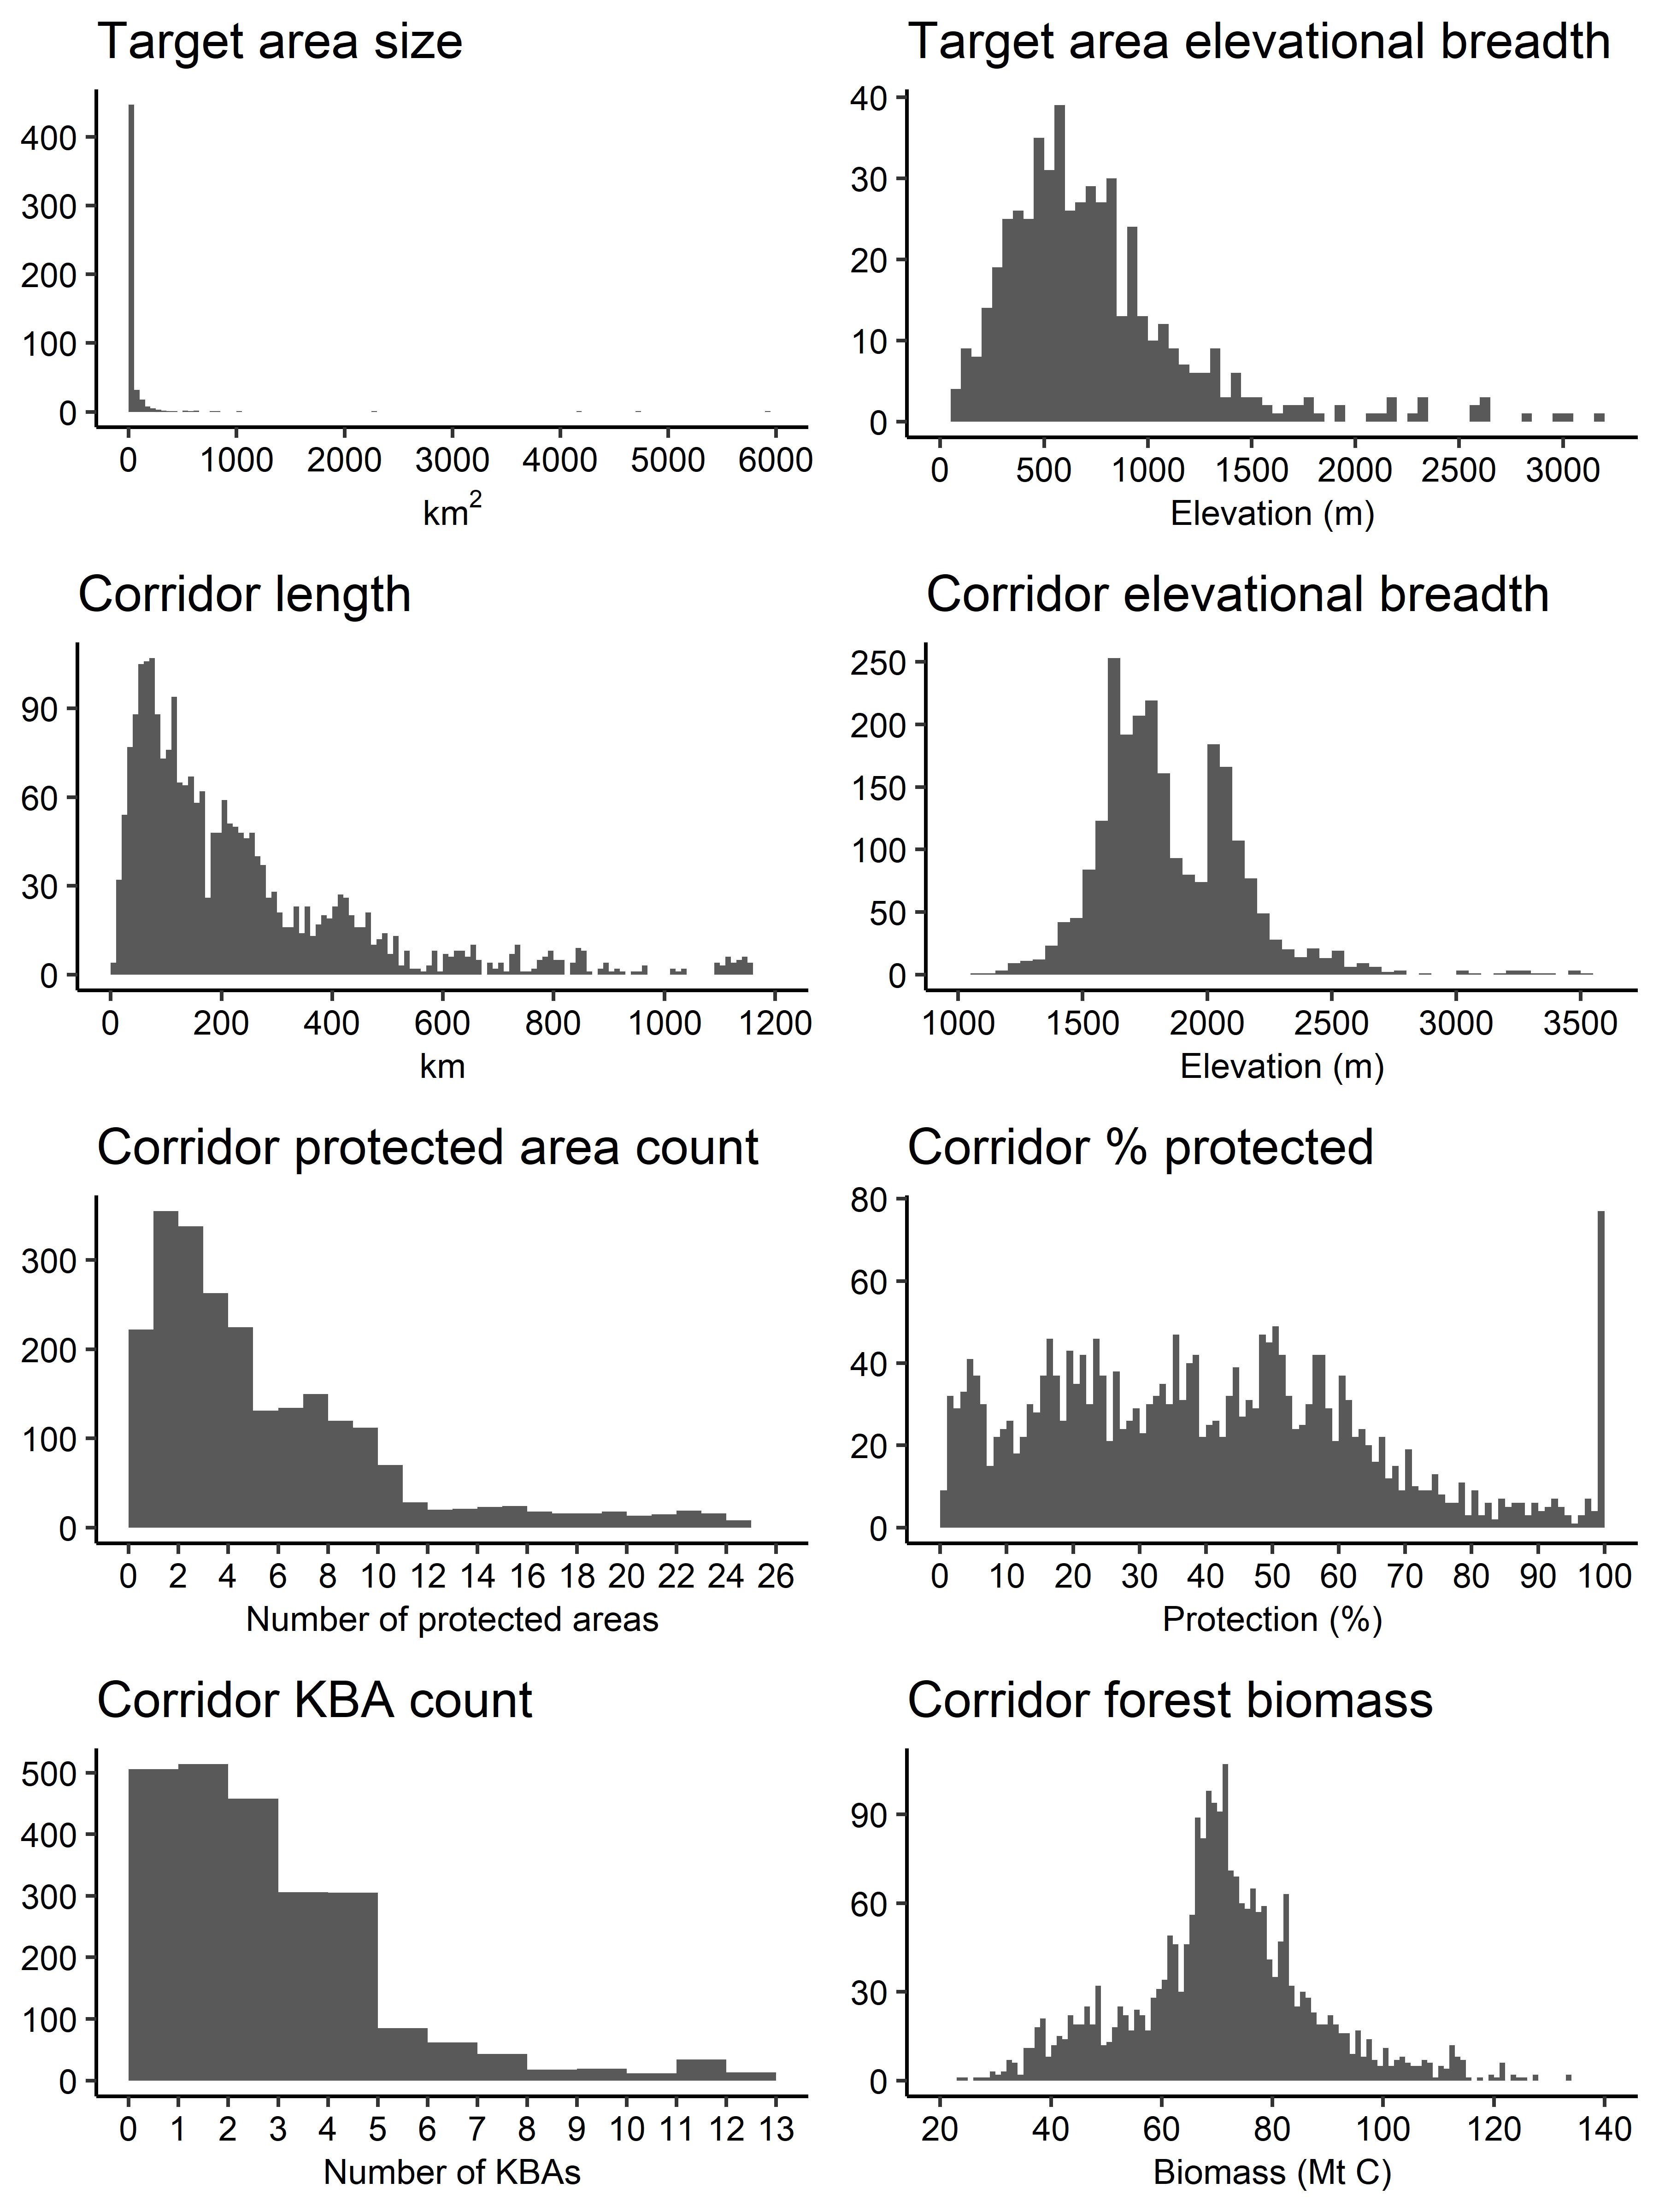 Target area size
400
300
200
100
0
0 1000 2000 3000 4000 5000 6000
km2
Target area elevational breadth
40
30
20
10
0
0 500 1000 1500 2000 2500 3000
Elevation (m)
Corridor length
90
60
30
0
0 200 400 600 800 1000 1200
km
Corridor elevational breadth
250
200
150
100
50
0
1000 1500 2000 2500 3000 3500
Elevation (m)
Corridor protected area count
300
200
100
0
0 2 4 6 8 10 12 14 16 18 20 22 24 26
Number of protected areas
Corridor % protected
80
60
40
20
0
0 10 20 30 40 50 60 70 80 90 100
Protection (%)
Corridor KBA count
500
400
300
200
100
0
0 1 2 3 4 5 6 7 8 9 10 11 12 13
Number of KBAs
Corridor forest biomass
90
60
30
0
20 40 60 80 100 120 140
Biomass (Mt C)